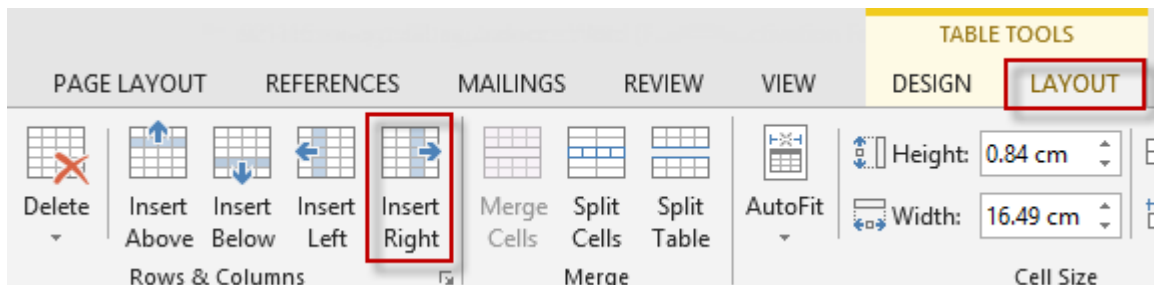 TABLE TOOLS
PAGE LAYOUT REFERENCES MAILINGS REVIEW VIEW DESIGN LAYOUT
Delete
Insert Above
Insert Below
Insert Left
Insert Right
Merge Cells
Split Cells
Split Table
AutoFit
Height: 0.84 cm
Width: 16.49 cm
Rows & Columns
Merge
Cell Size